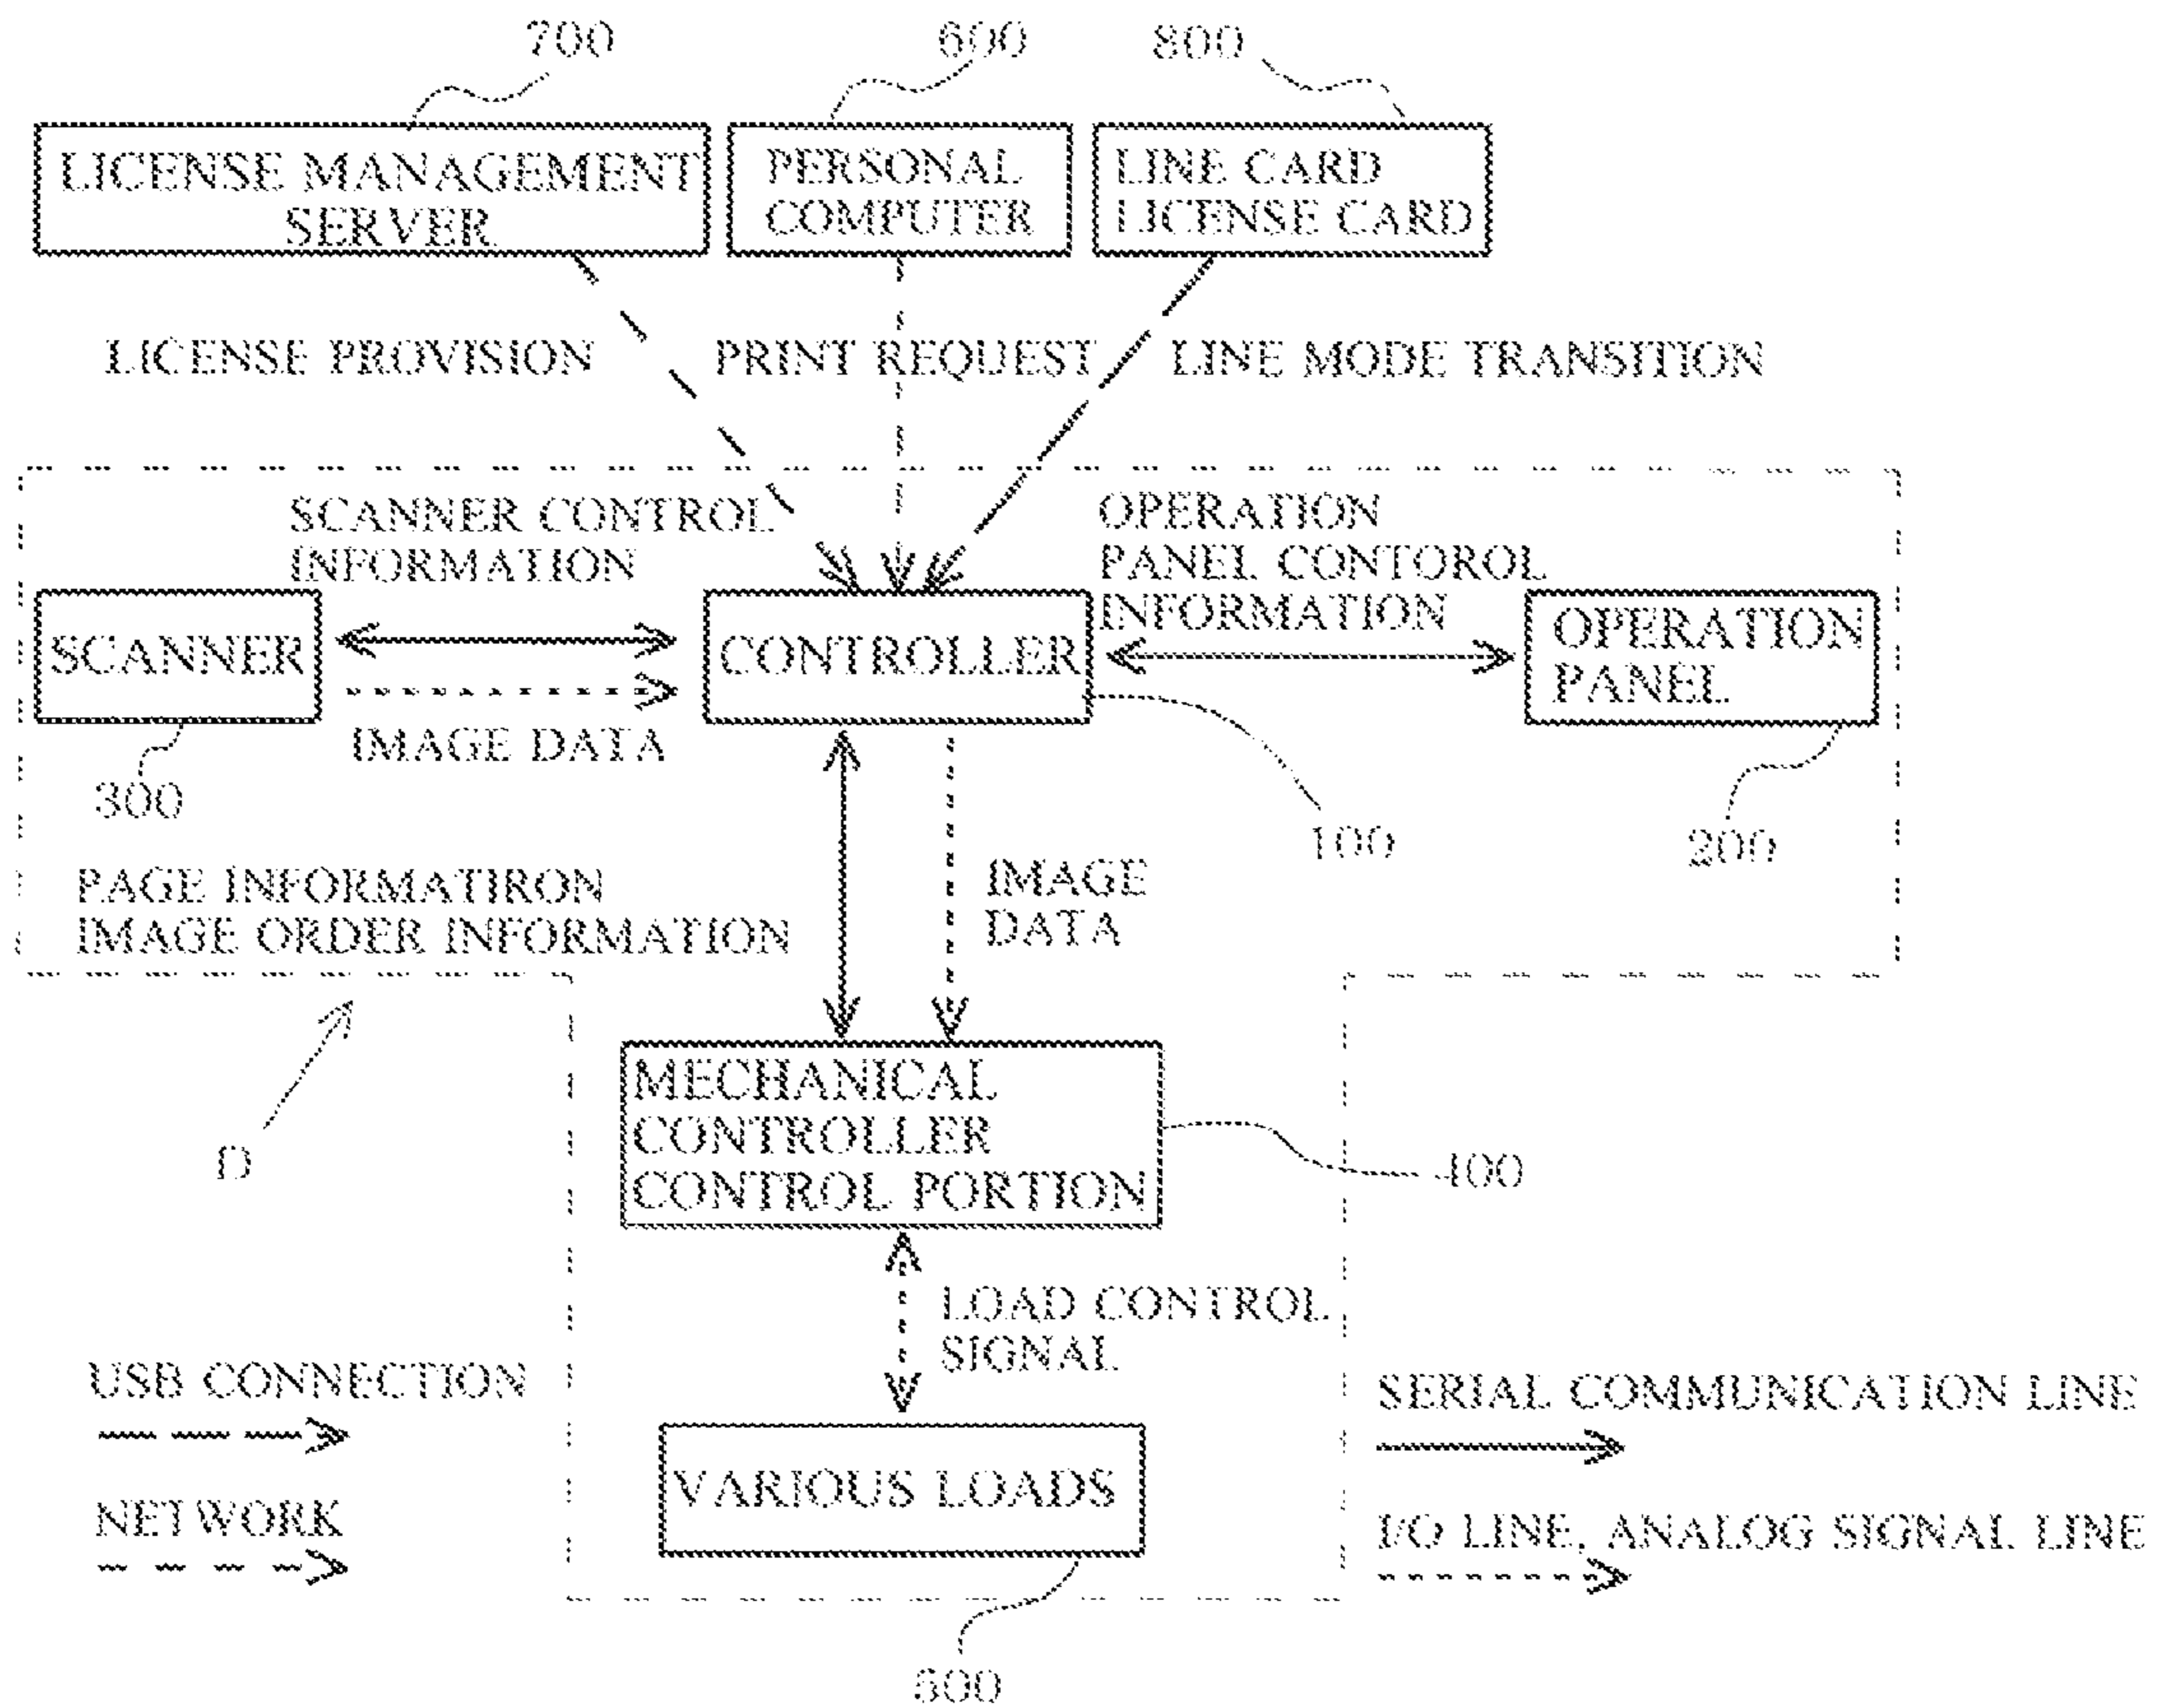 700
600
800
LICENSE MANAGEMENT
SERVER
PERSONAL
COMPUTER
LINE CARD
LICENSE CARD
LICENSE PROVISION
PRINT REQUEST
LINE MODE TRANSITION
SCANNER CONTROL
INFORMATION
OPERATION
PANEL CONTOROL
INFORMATION
SCANNER
CONTROLLER
OPERATION
PANEL
IMAGE DATA
300
100
200
PAGE INFORMATIRON
IMAGE ORDER INFORMATION
IMAGE
DATA
D
MECHANICAL
CONTROLLER
CONTROL PORTION
400
LOAD CONTROL
SIGNAL
USB CONNECTION
SERIAL COMMUNICATION LINE
VARIOUS LOADS
NETWORK
I/O LINE, ANALOG SIGNAL LINE
500